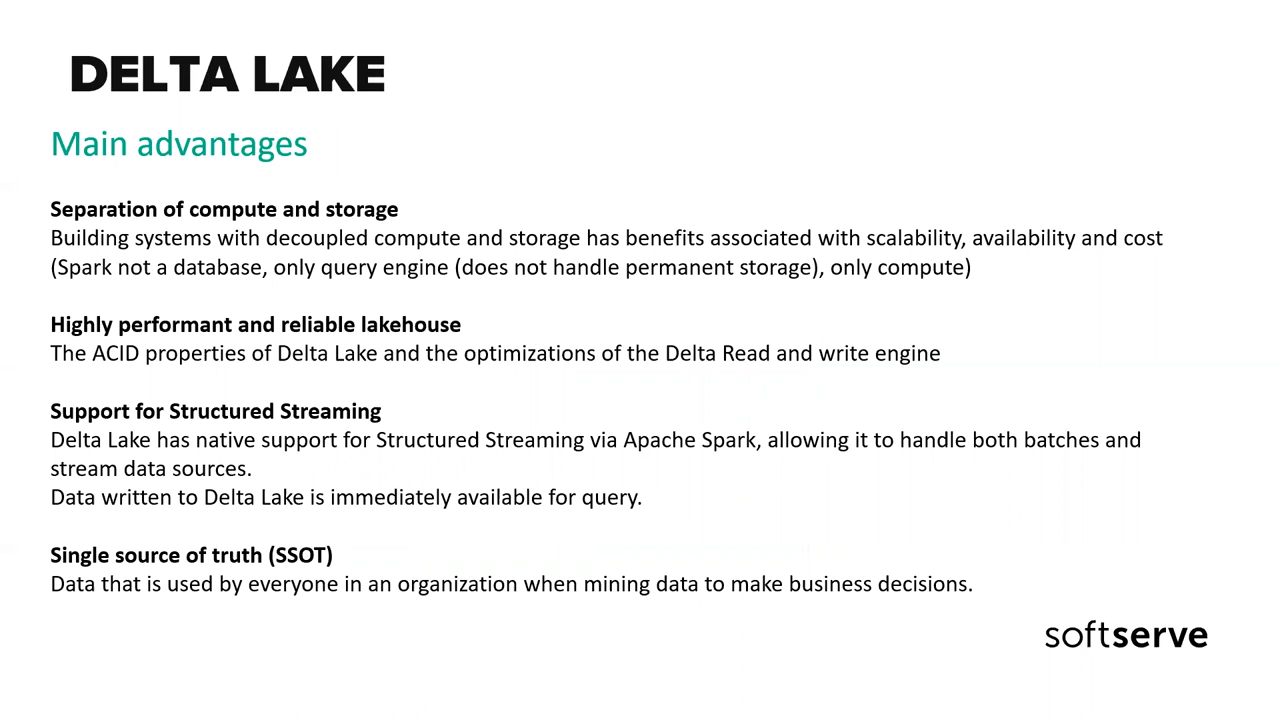 DELTA LAKE
Main advantages
Separation of compute and storage
Building systems with decoupled compute and storage has benefits associated with scalability, availability and cost
(Spark not a database, only query engine (does not handle permanent storage), only compute)
Highly performant and reliable lakehouse
The ACID properties of Delta Lake and the optimizations of the Delta Read and write engine
Support for Structured Streaming
Delta Lake has native support for Structured Streaming via Apache Spark, allowing it to handle both batches and
stream data sources.
Data written to Delta Lake is immediately available for query.
Single source of truth (SSOT)
Data that is used by everyone in an organization when mining data to make business decisions.
softserve